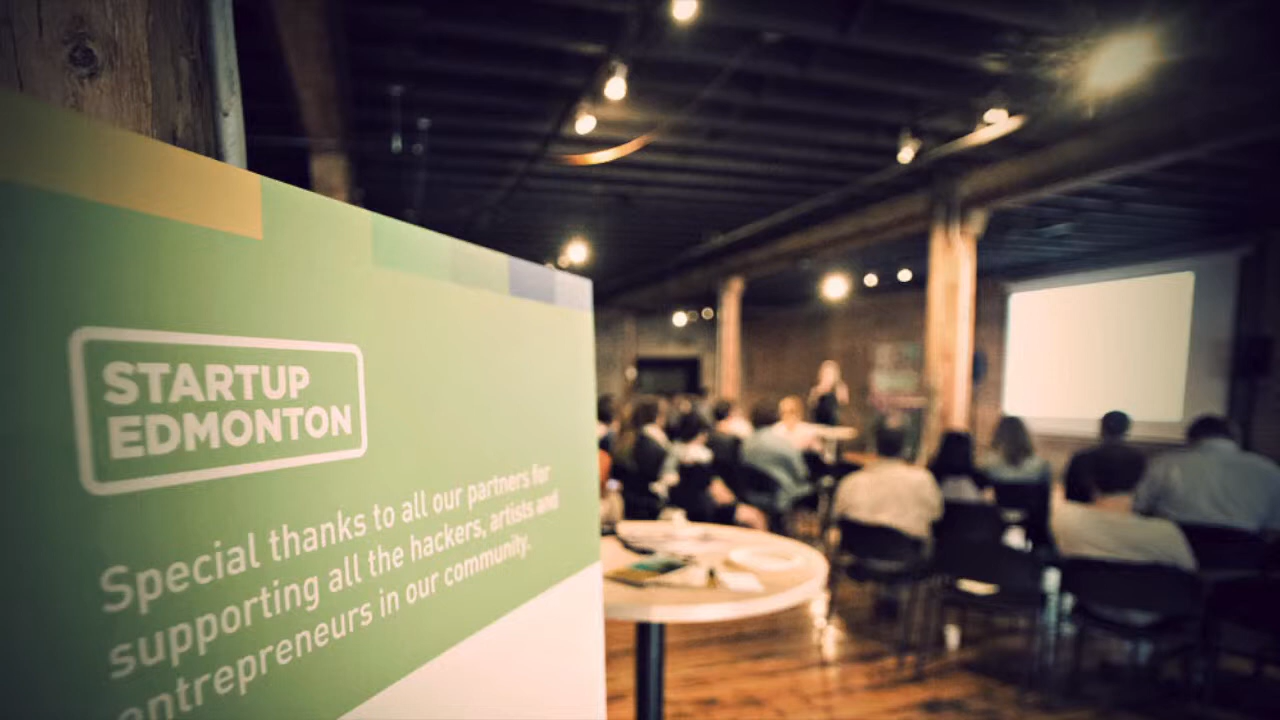 STARTUP
EDMONTON
Special thanks to all our partners for
supporting all the hackers, artists and
entrepreneurs in our community.